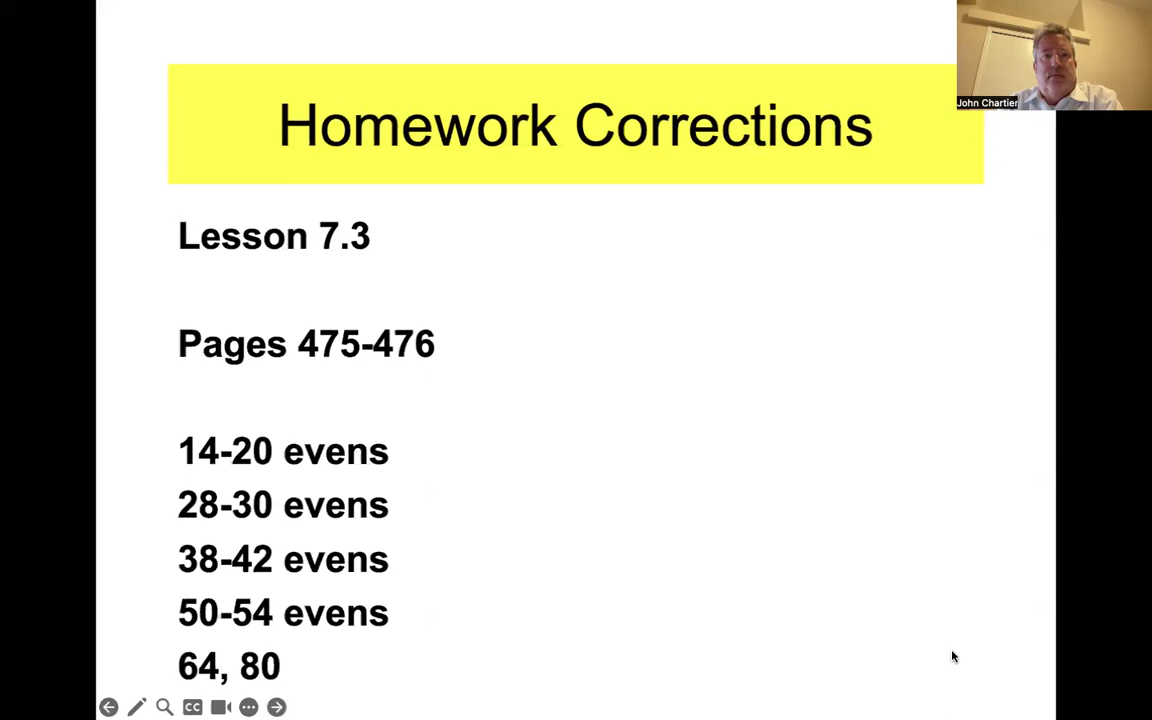 Homework Corrections
John Chartier
Lesson 7.3
Pages 475-476
14-20 evens
28-30 evens
38-42 evens
50-54 evens
64, 80
CC